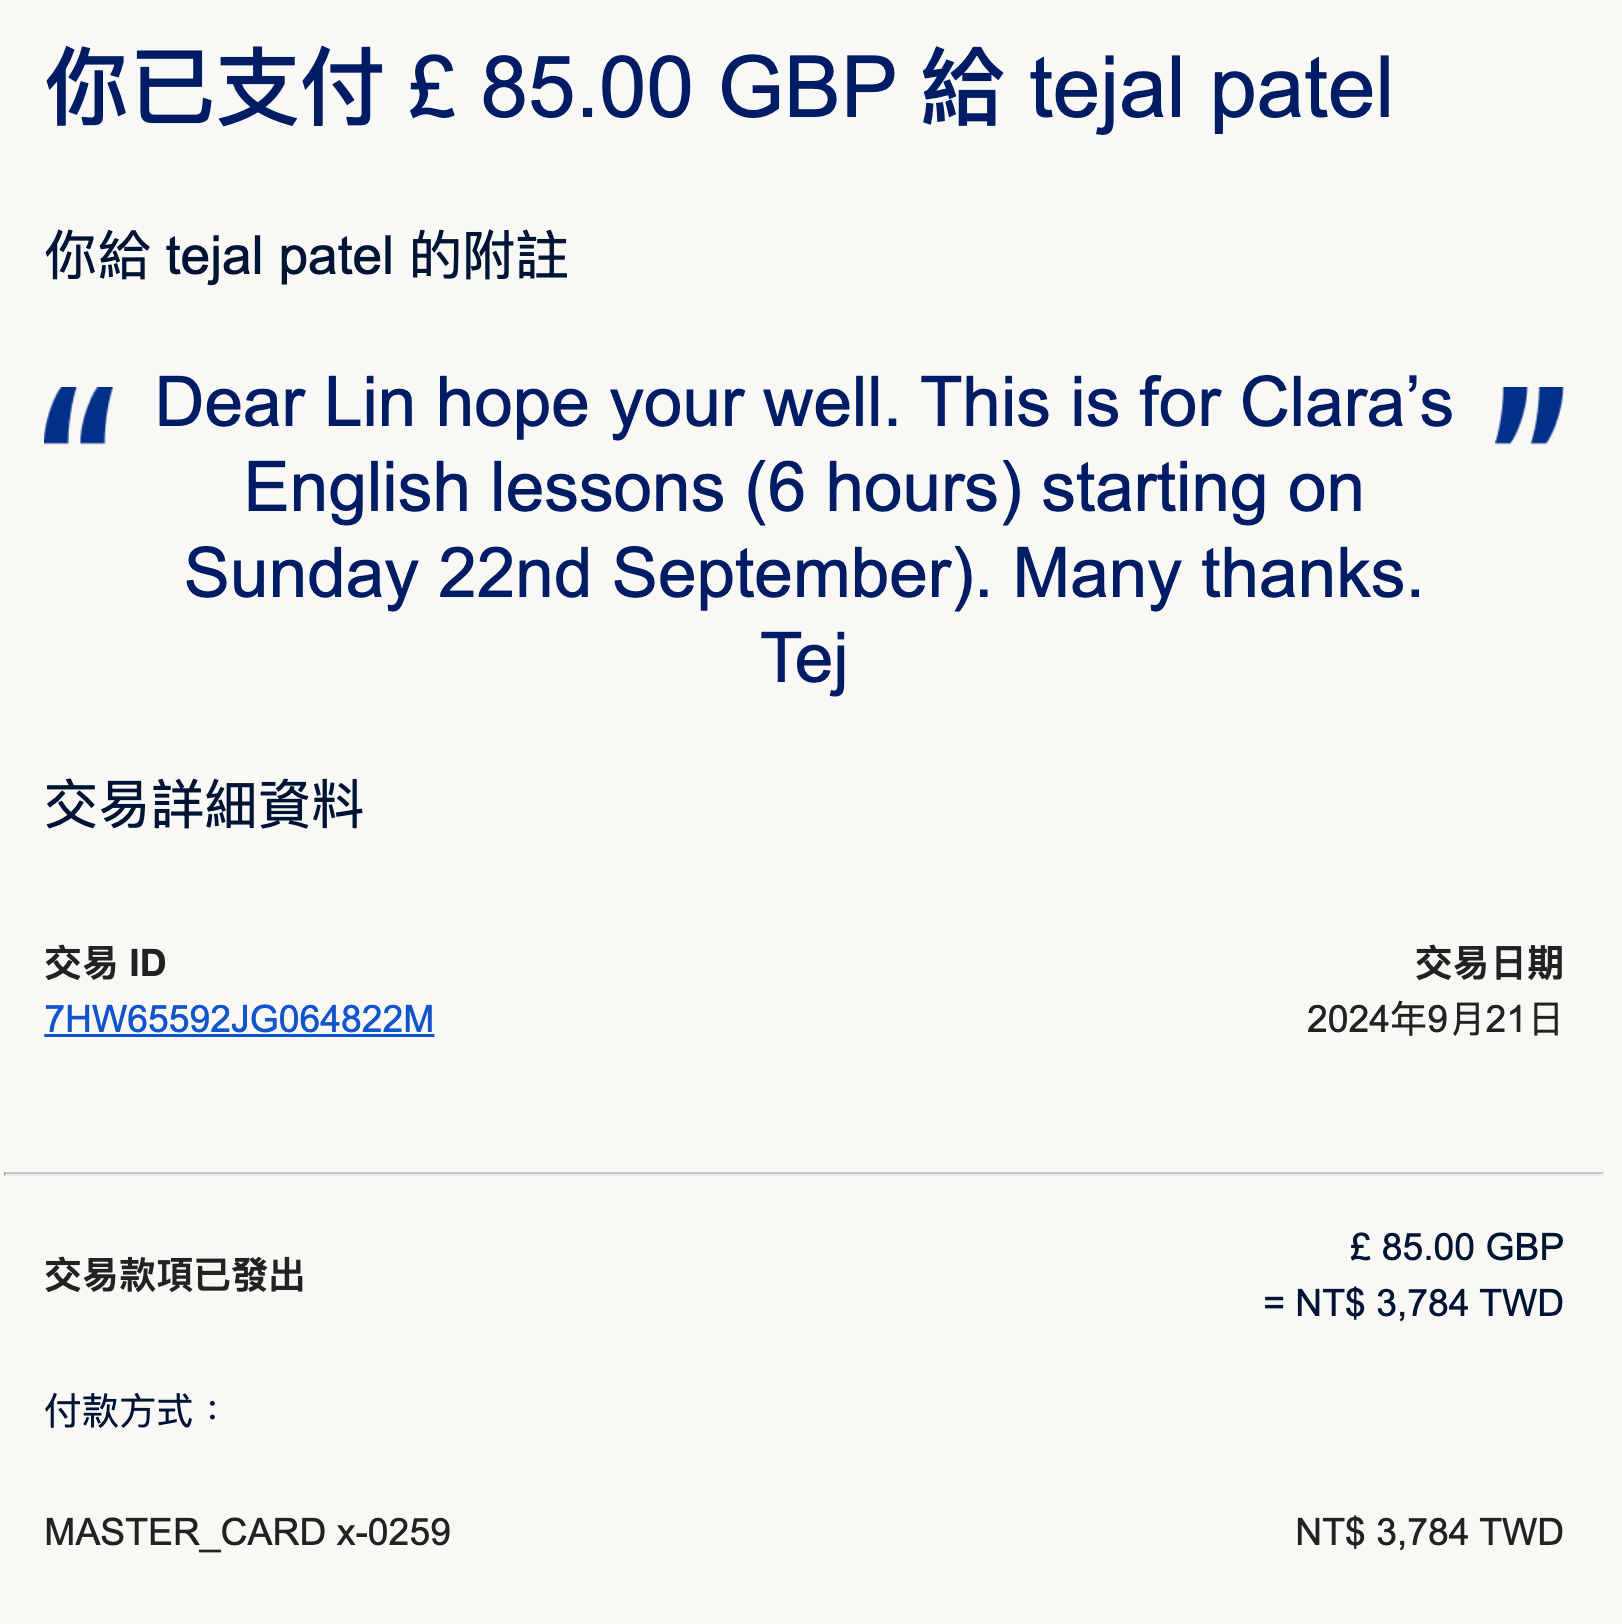 你已支付 £ 85.00 GBP 給 tejal patel
你給 tejal patel 的附註
“ Dear Lin hope your well. This is for Clara’s ”
English lessons (6 hours) starting on
Sunday 22nd September). Many thanks.
Tej
交易詳細資料
交易 ID
7HW65592JG064822M
交易日期
2024年9月21日
交易款項已發出
£ 85.00 GBP
= NT$ 3,784 TWD
付款方式：
MASTER_CARD x-0259
NT$ 3,784 TWD